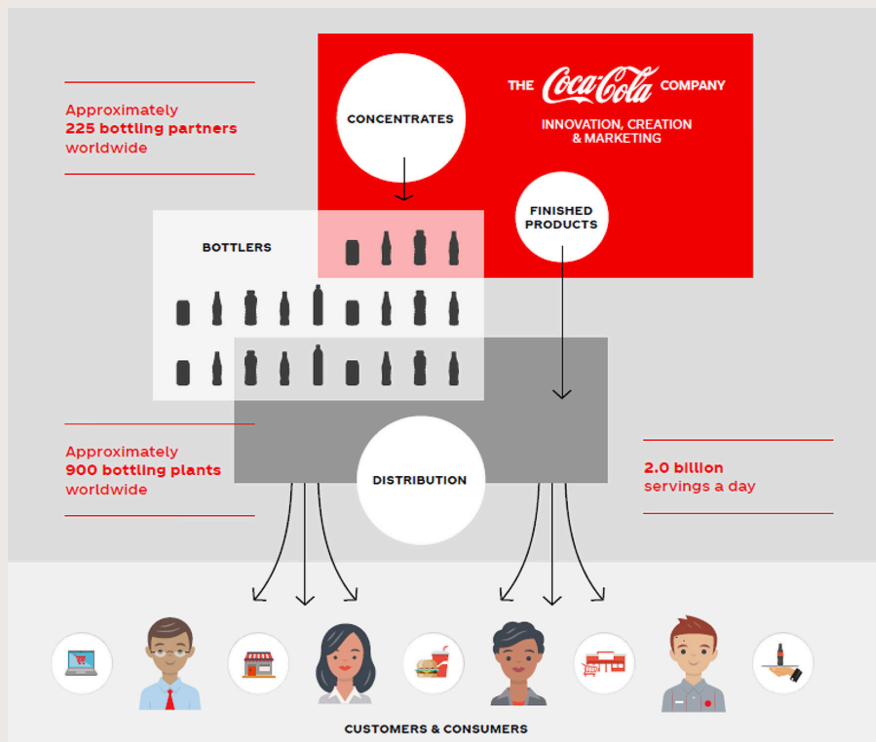 Approximately
225 bottling partners
worldwide
CONCENTRATES
THE Coca-Cola COMPANY
INNOVATION, CREATION
& MARKETING
FINISHED
PRODUCTS
BOTTLERS
Approximately
900 bottling plants
worldwide
DISTRIBUTION
2.0 billion
servings a day
CUSTOMERS & CONSUMERS